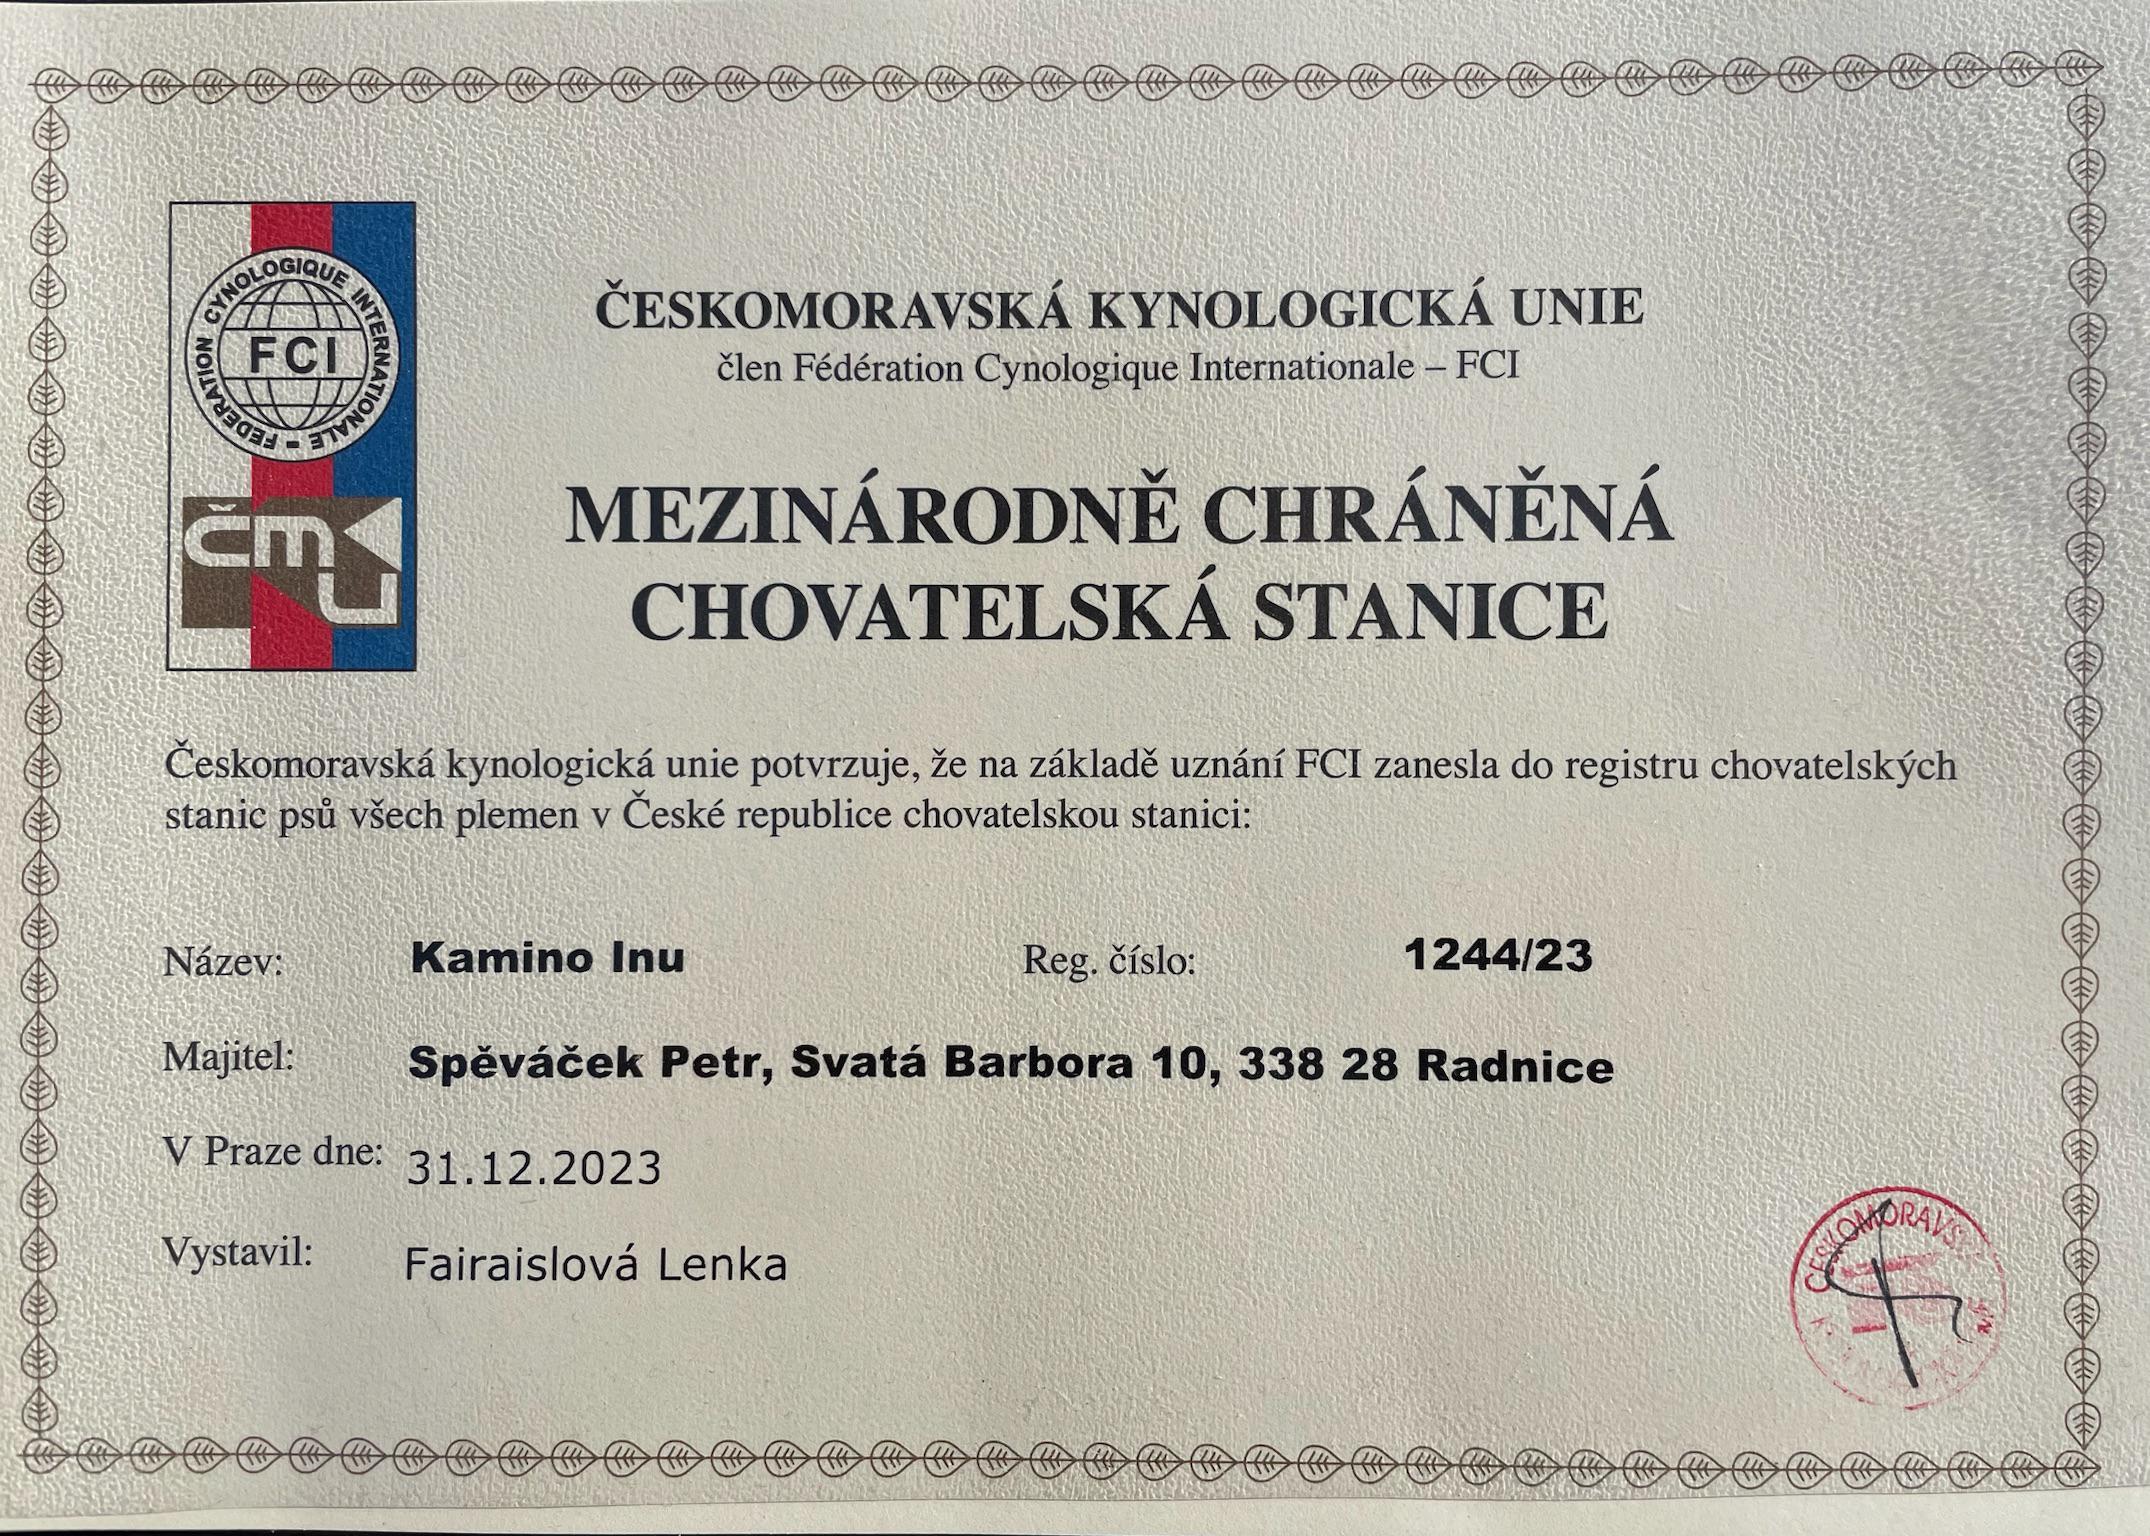 FEDERATION CYNOLOGIQUE INTERNATIONALE –
FCI
ČMKU
ČESKOMORAVSKÁ KYNOLOGICKÁ UNIE
člen Fédération Cynologique Internationale – FCI
MEZINÁRODNĚ CHRÁNĚNÁ
CHOVATELSKÁ STANICE
Českomoravská kynologická unie potvrzuje, že na základě uznání FCI zanesla do registru chovatelských
stanic psů všech plemen v České republice chovatelskou stanici:
Název: Kamino Inu Reg. číslo: 1244/23
Majitel: Spěváček Petr, Svatá Barbora 10, 338 28 Radnice
V Praze dne: 31.12.2023
Vystavil: Fairaislová Lenka